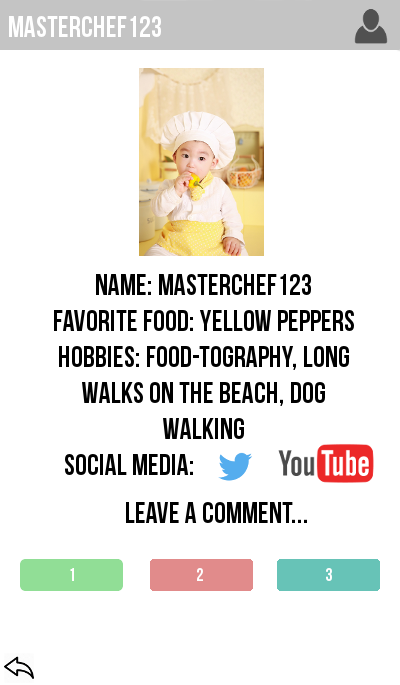 MASTERCHEF123
NAME: MASTERCHEF123
FAVORITE FOOD: YELLOW PEPPERS
HOBBIES: FOOD-TOGRAPHY, LONG
WALKS ON THE BEACH, DOG
WALKING
SOCIAL MEDIA: YouTube
LEAVE A COMMENT...
1 2 3